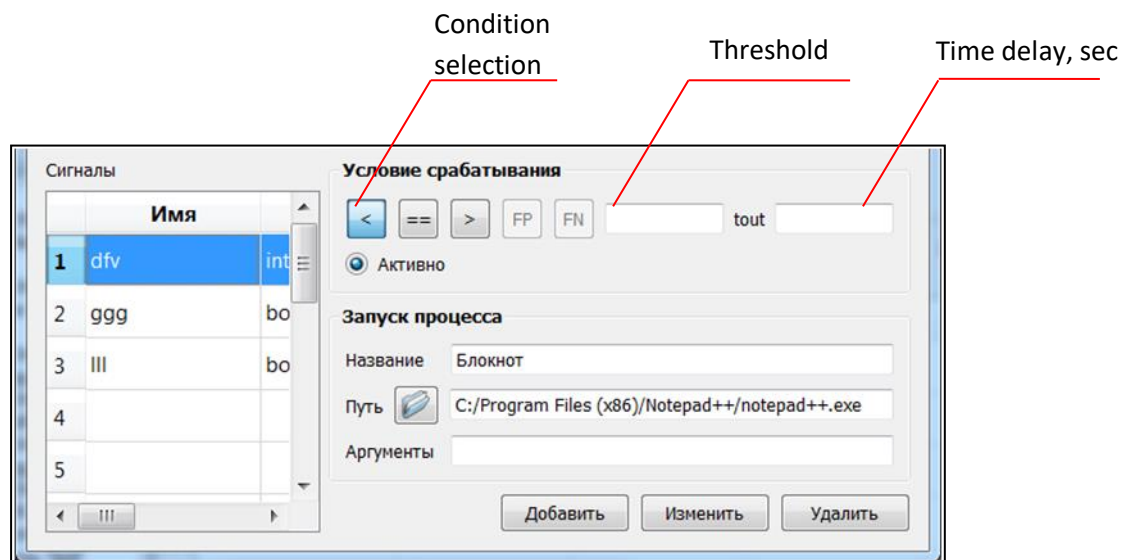 Condition
selection
Threshold
Time delay, sec
Сигналы
Имя
1 dfv int
2 ggg bo
3 lll bo
4
5
Условие срабатывания
< == > FP FN tout
Активно
Запуск процесса
Название Блокнот
Путь C:/Program Files (x86)/Notepad++/notepad++.exe
Аргументы
Добавить Изменить Удалить